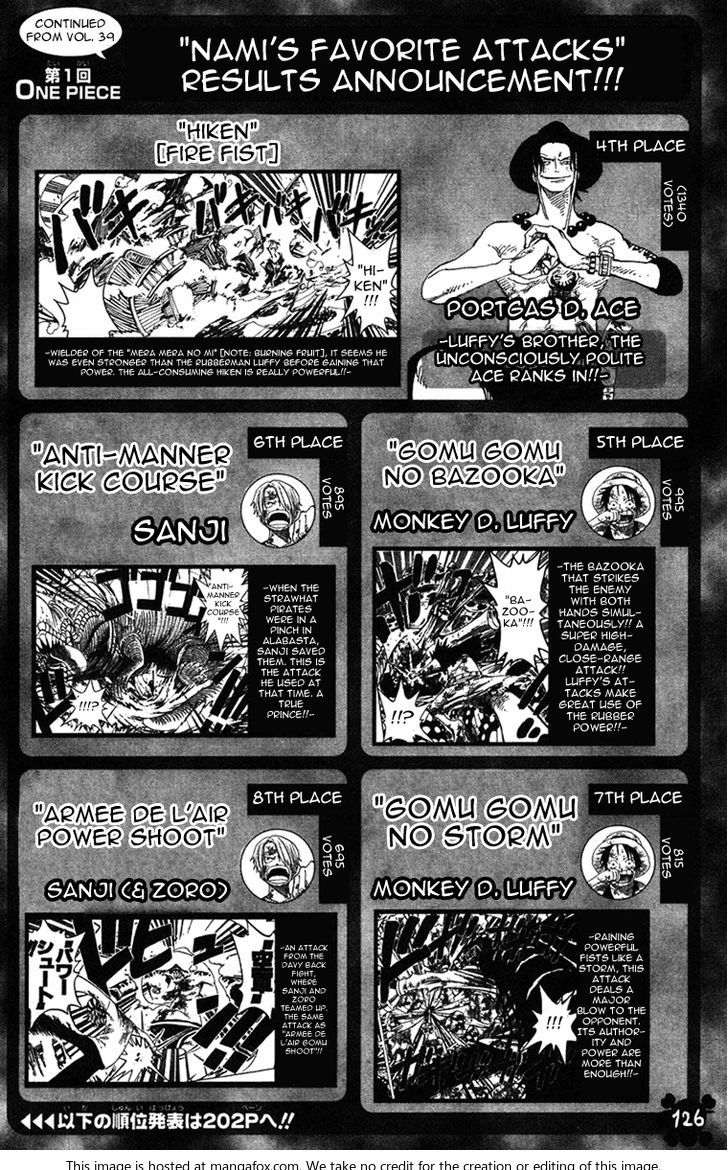 CONTINUED
FROM VOL. 39
第1回
ONE PIECE
"NAMI'S FAVORITE ATTACKS"
RESULTS ANNOUNCEMENT!!!
"HIKEN"
[FIRE FIST]
4TH PLACE
(1340
VOTES)
バキ
バキ
バキ
"HI-
KEN"
!!!
PORTGAS D. ACE
-WIELDER OF THE "MERA MERA NO MI" [NOTE: BURNING FRUIT], IT SEEMS HE
WAS EVEN STRONGER THAN THE RUBBERMAN LUFFY BEFORE GAINING THAT
POWER. THE ALL-CONSUMING HIKEN IS REALLY POWERFUL!!-
-LUFFY'S BROTHER, THE
UNCONSCIOUSLY POLITE
ACE RANKS IN!!-
5TH PLACE
"GOMU GOMU
NO BAZOOKA"
995
VOTES
MONKEY D. LUFFY
"BA-
ZOO-
KA"!!!
!!?
-THE BAZOOKA
THAT STRIKES
THE ENEMY
WITH BOTH
HANDS SIMUL-
TANEOUSLY!! A
SUPER HIGH-
DAMAGE,
CLOSE-RANGE
ATTACK!!
LUFFY'S AT-
TACKS MAKE
GREAT USE OF
THE RUBBER
POWER!!-
6TH PLACE
"ANTI-MANNER
KICK COURSE"
895
VOTES
SANJI
ゴゴゴゴ
"ANTI-
MANNER
KICK
COURSE"
"!!!
!!!?
-WHEN THE
STRAWHAT
PIRATES
WERE IN A
PINCH IN
ALABASTA,
SANJI SAVED
THEM. THIS IS
THE ATTACK
HE USED AT
THAT TIME. A
TRUE
PRINCE!!-
7TH PLACE
"GOMU GOMU
NO STORM"
815
VOTES
MONKEY D. LUFFY
!!!
-RAINING
POWERFUL
FISTS LIKE A
STORM, THIS
ATTACK
DEALS A
MAJOR
BLOW TO THE
OPPONENT.
ITS AUTHOR-
ITY AND
POWER ARE
MORE THAN
ENOUGH!!-
8TH PLACE
"ARMEE DE L'AIR
POWER SHOOT"
695
VOTES
SANJI (& ZORO)
空軍
パワー
シュート
-AN ATTACK
FROM THE
DAVY BACK
FIGHT,
WHERE
SANJI AND
ZORO
TEAMED UP.
THE SAME
ATTACK AS
"ARMEE DE
L'AIR GOMU
SHOOT"!!
◀◀◀以下の順位発表は202Pへ!!
126
This image is hosted at mangafox.com. We take no credit for the creation or editing of this image.